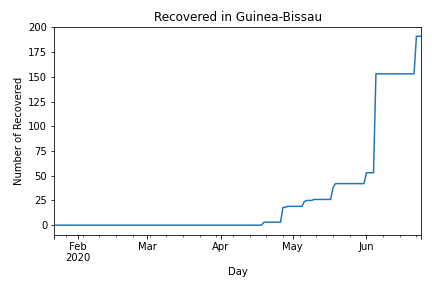 Recovered in Guinea-Bissau
200
175
150
125
100
75
50
25
0
Number of Recovered
Feb
2020
Mar
Apr
May
Jun
Day